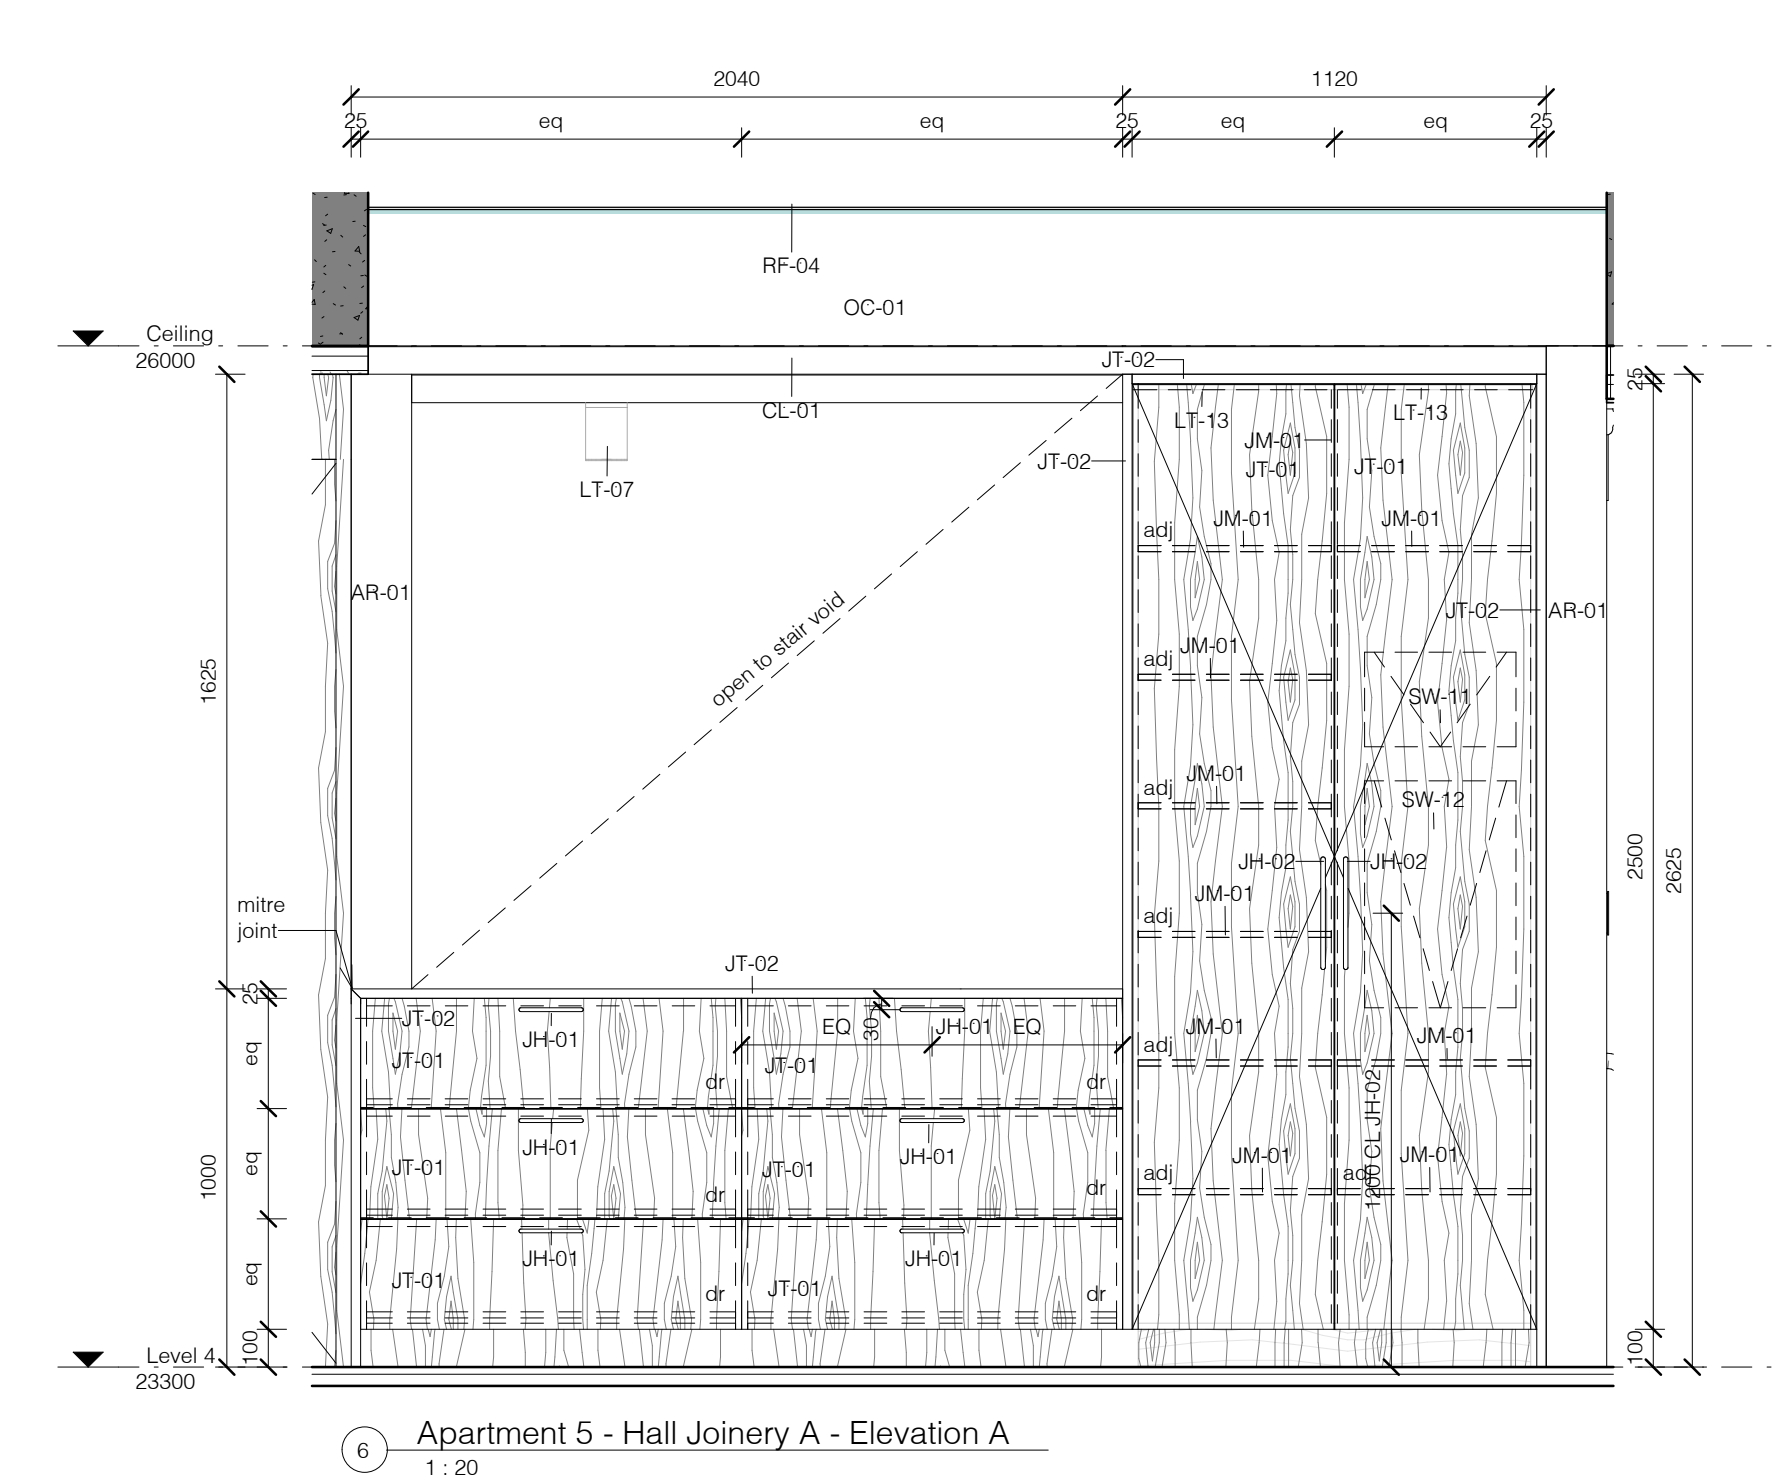 2040
1120
25
eq
eq
25
eq
eq
25
RF-04
OC-01
Ceiling
26000
JT-02
25
CL-01
LT-13
LT-13
JM-01
JT-02
JT-01
JT-01
LT-07
adj
JM-01
JM-01
AR-01
JT-02
AR-01
open to stair void
adj
JM-01
1625
SW-11
adj
JM-01
SW-12
JH-02
JH-02
2500
2625
JM-01
mitre
joint
adj
JT-02
25
JT-02
JH-01
EQ
30
JH-01
EQ
adj
JM-01
JM-01
eq
JT-01
JT-01
dr
dr
1200 CL JH-02
JH-01
JH-01
JM-01
JM-01
1000
eq
JT-01
JT-01
adj
adj
dr
dr
JH-01
JH-01
eq
JT-01
JT-01
dr
dr
100
100
Level 4
23300
6
Apartment 5 - Hall Joinery A - Elevation A
1 : 20